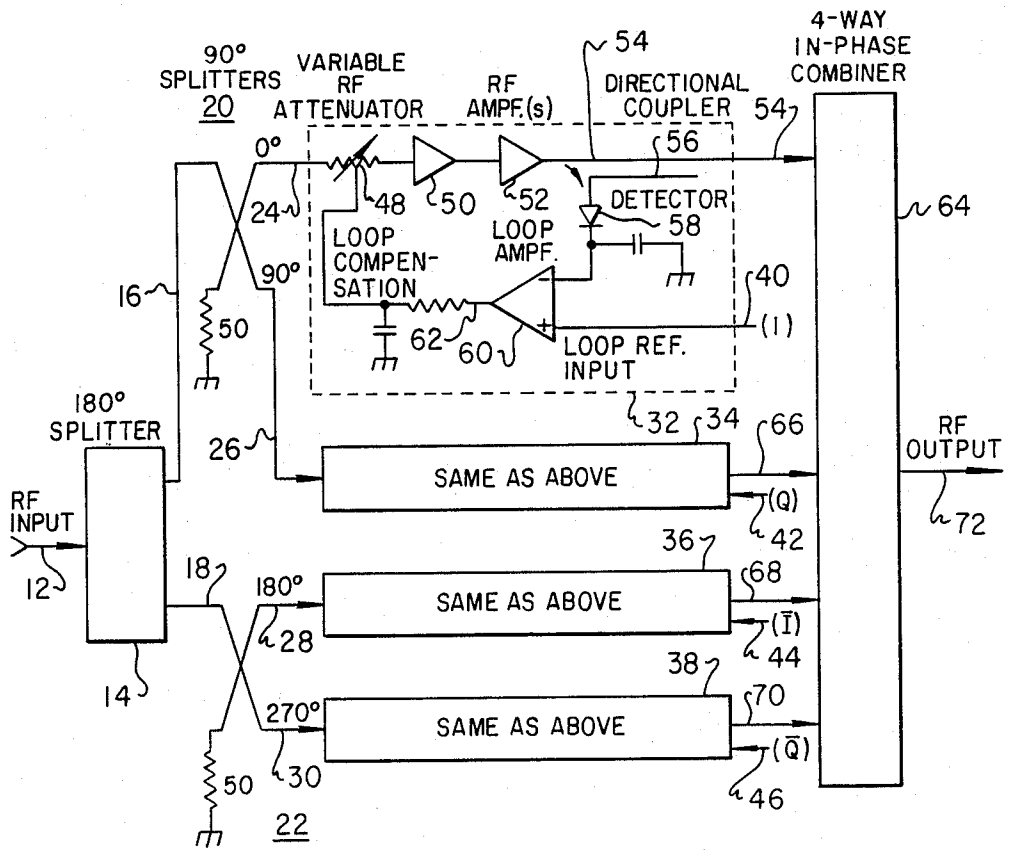 4-WAY
IN-PHASE
COMBINER
90°
SPLITTERS
20
VARIABLE
RF
ATTENUATOR
RF
AMPF.(s)
54
DIRECTIONAL
COUPLER
54
0°
56
24
48
50
52
DETECTOR
58
64
LOOP
AMPF.
LOOP
COMPEN-
SATION
90°
16
40
50
62
60
(I)
LOOP REF.
INPUT
180°
SPLITTER
26
32
34
66
RF
OUTPUT
SAME AS ABOVE
(Q)
RF
INPUT
42
72
12
36
18
180°
68
SAME AS ABOVE
(Ī)
28
44
14
38
270°
70
SAME AS ABOVE
(Q̄)
50
30
46
22